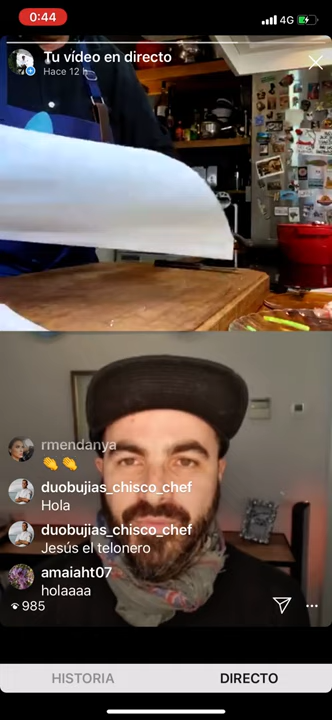 0:44
4G
Tu vídeo en directo
Hace 12 h
rmendanya
👏👏
duobujias_chisco_chef
Hola
duobujias_chisco_chef
Jesús el telonero
amaiaht07
holaaaa
985
HISTORIA
DIRECTO